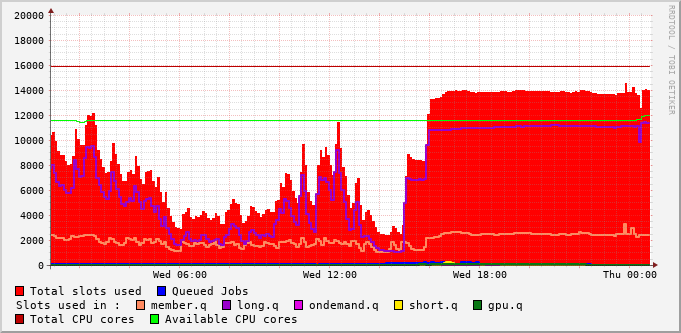 20000
18000
16000
14000
12000
10000
8000
6000
4000
2000
0
Wed 06:00 Wed 12:00 Wed 18:00 Thu 00:00
RRDTOOL / TOBI OETIKER
Total slots used Queued Jobs
Slots used in : member.q long.q ondemand.q short.q gpu.q
Total CPU cores Available CPU cores